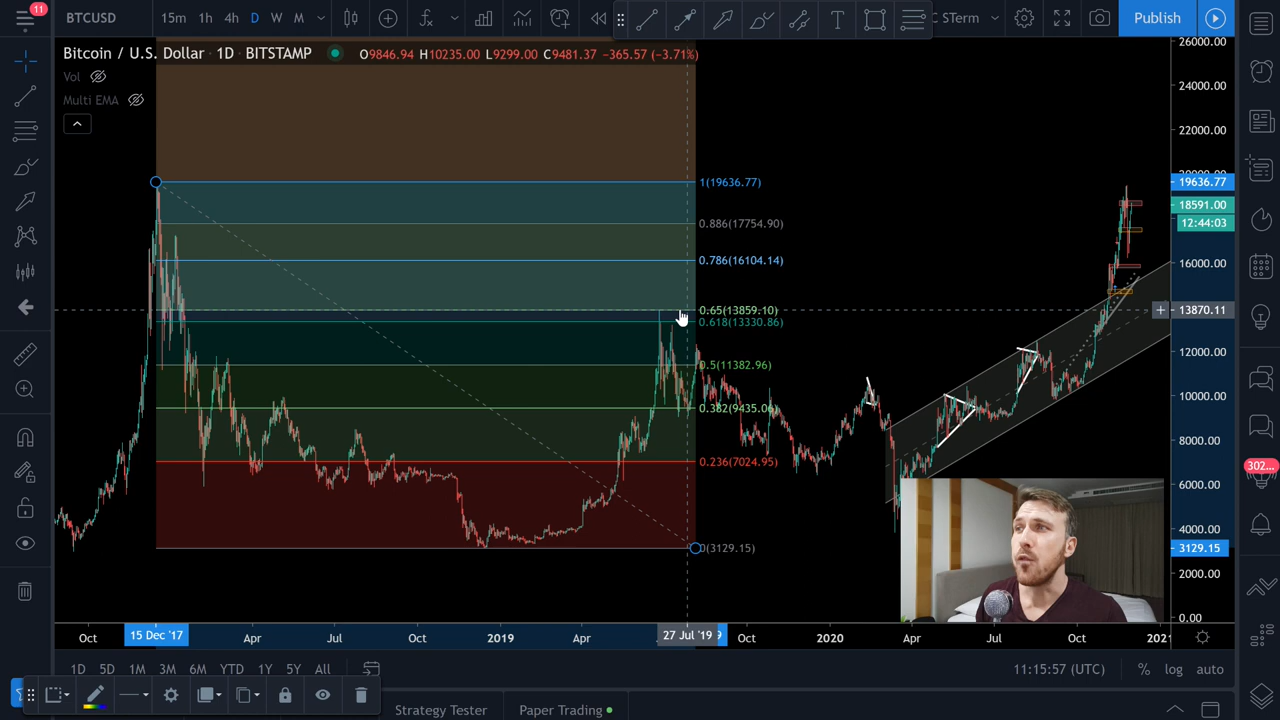 11
BTCUSD
15m 1h 4h D W M
C STerm
Publish
Bitcoin / U.S. Dollar · 1D · BITSTAMP
O9846.94 H10235.00 L9299.00 C9481.37 -365.57 (-3.71%)
Vol
Multi EMA
26000.00
24000.00
22000.00
1(19636.77)
19636.77
18591.00
0.886(17754.90)
12:44:03
0.786(16104.14)
16000.00
0.65(13859.10)
13870.11
0.618(13330.86)
12000.00
0.5(11382.96)
10000.00
0.382(9435.06)
8000.00
0.236(7024.95)
302...
6000.00
4000.00
0(3129.15)
3129.15
2000.00
0.00
Oct 15 Dec '17 Apr Jul Oct 2019 Apr 27 Jul '19 9 Oct 2020 Apr Jul Oct 2021
1D 5D 1M 3M 6M YTD 1Y 5Y All
11:15:57 (UTC) % log auto
Strategy Tester Paper Trading